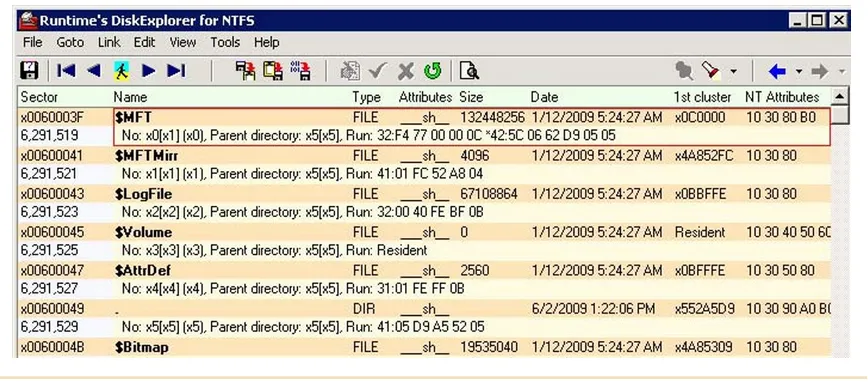 Runtime's DiskExplorer for NTFS
File Goto Link Edit View Tools Help
Sector Name Type Attributes Size Date 1st cluster NT Attributes
x0060003F $MFT FILE ___sh__ 132448256 1/12/2009 5:24:27 AM x0C0000 10 30 80 B0
6,291,519 No: x0[x1] (x0), Parent directory: x5[x5], Run: 32:F4 77 00 00 0C *42:5C 06 62 D9 05 05
x00600041 $MFTMirr FILE ___sh__ 4096 1/12/2009 5:24:27 AM x4A852FC 10 30 80
6,291,521 No: x1[x1] (x1), Parent directory: x5[x5], Run: 41:01 FC 52 A8 04
x00600043 $LogFile FILE ___sh__ 67108864 1/12/2009 5:24:27 AM x0BBFFE 10 30 80
6,291,523 No: x2[x2] (x2), Parent directory: x5[x5], Run: 32:00 40 FE BF 0B
x00600045 $Volume FILE ___sh__ 0 1/12/2009 5:24:27 AM Resident 10 30 40 50 60
6,291,525 No: x3[x3] (x3), Parent directory: x5[x5], Run: Resident
x00600047 $AttrDef FILE ___sh__ 2560 1/12/2009 5:24:27 AM x0BFFFE 10 30 50 80
6,291,527 No: x4[x4] (x4), Parent directory: x5[x5], Run: 31:01 FE FF 0B
x00600049 . DIR ___sh__ 6/2/2009 1:22:06 PM x552A5D9 10 30 90 A0 B0
6,291,529 No: x5[x5] (x5), Parent directory: x5[x5], Run: 41:05 D9 A5 52 05
x0060004B $Bitmap FILE ___sh__ 19535040 1/12/2009 5:24:27 AM x4A85309 10 30 80